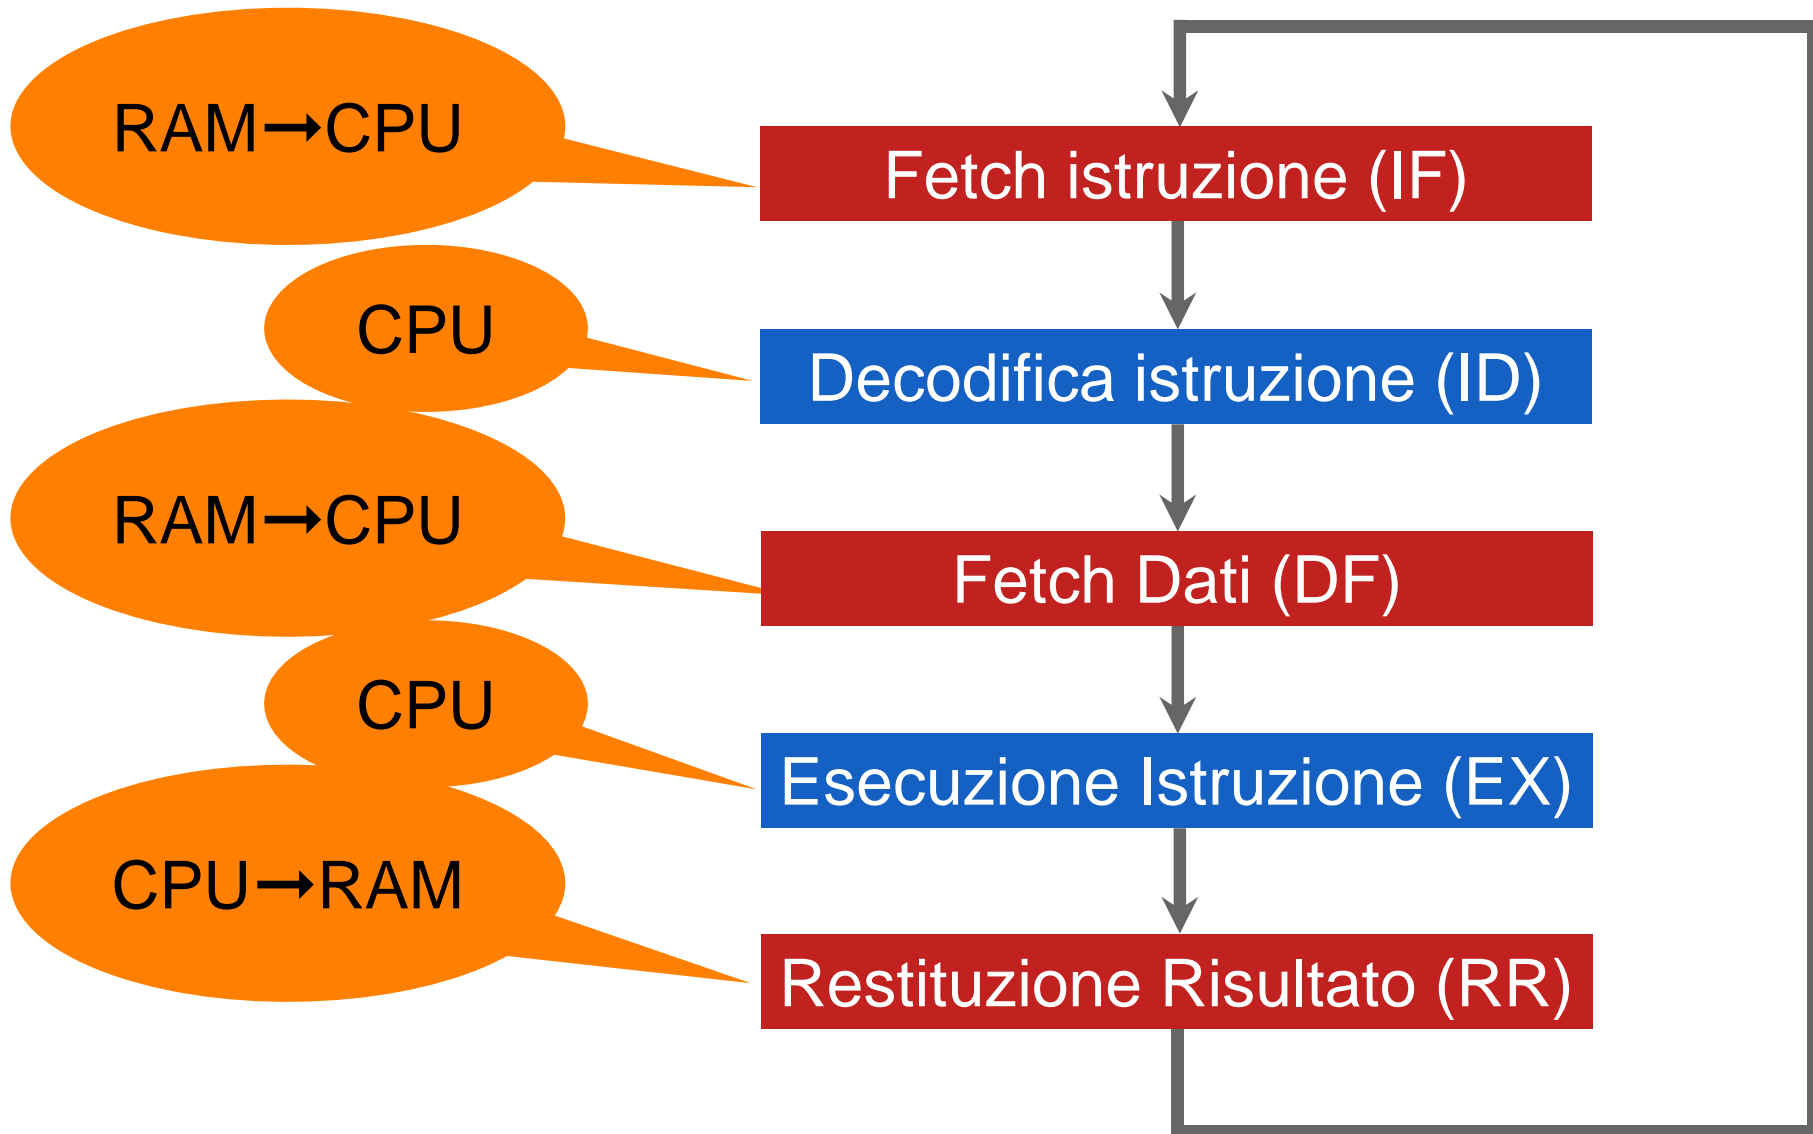 RAM→CPU
Fetch istruzione (IF)
CPU
Decodifica istruzione (ID)
RAM→CPU
Fetch Dati (DF)
CPU
Esecuzione Istruzione (EX)
CPU→RAM
Restituzione Risultato (RR)